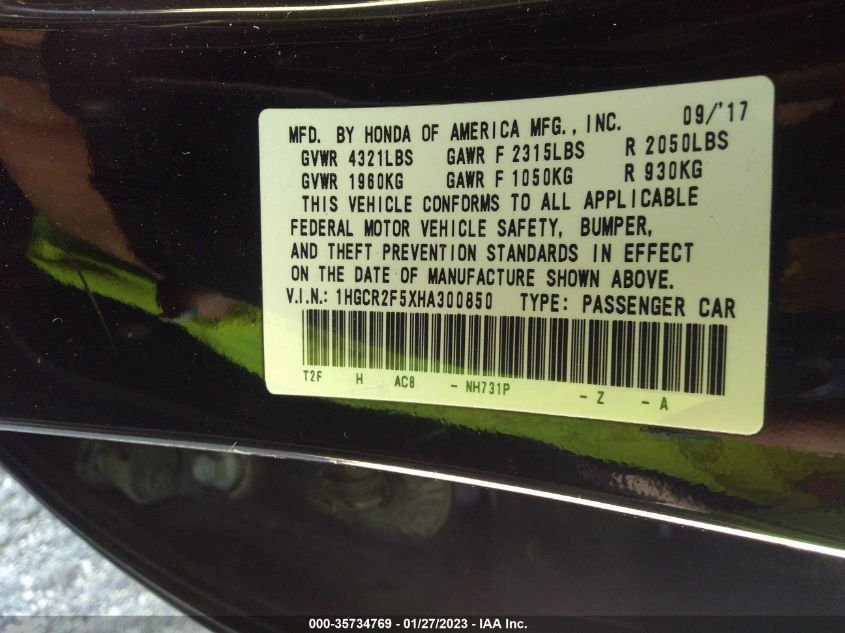 MFD. BY HONDA OF AMERICA MFG., INC. 09/'17
GVWR 4321LBS GAWR F 2315LBS R 2050LBS
GVWR 1960KG GAWR F 1050KG R 930KG
THIS VEHICLE CONFORMS TO ALL APPLICABLE
FEDERAL MOTOR VEHICLE SAFETY, BUMPER,
AND THEFT PREVENTION STANDARDS IN EFFECT
ON THE DATE OF MANUFACTURE SHOWN ABOVE.
V.I.N.: 1HGCR2F5XHA300850 TYPE: PASSENGER CAR
T2F H AC8 - NH731P - Z - A
000-35734769 - 01/27/2023 - IAA Inc.